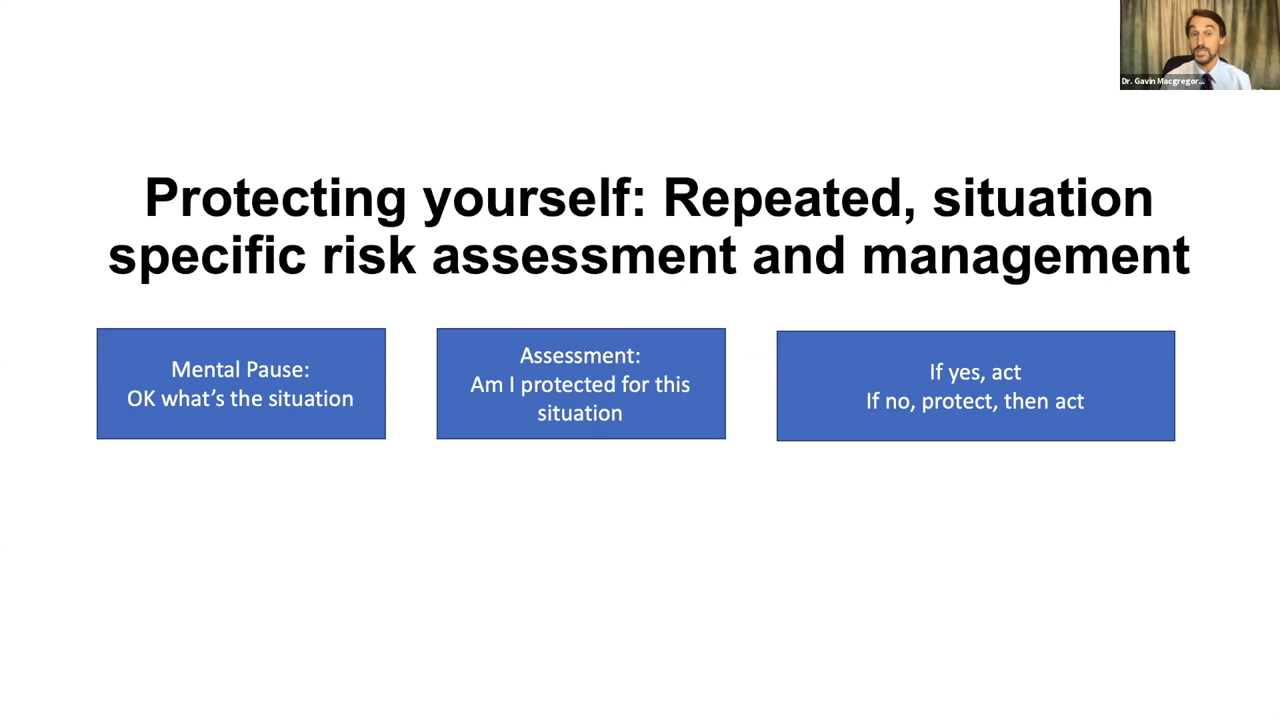 Dr. Gavin Macgregor...
Protecting yourself: Repeated, situation
specific risk assessment and management
Mental Pause:
OK what's the situation
Assessment:
Am I protected for this
situation
If yes, act
If no, protect, then act